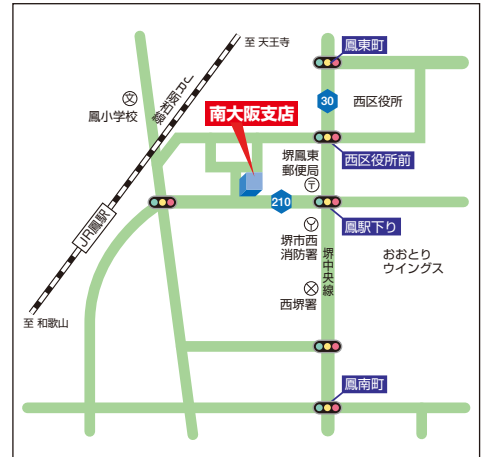 至 天王寺
鳳東町
JR阪和線
文
鳳小学校
30
西区役所
南大阪支店
堺鳳東
郵便局
西区役所前
210
鳳駅下り
JR鳳駅
堺市西
消防署
堺中央線
おおとり
ウイングス
西堺署
至 和歌山
鳳南町